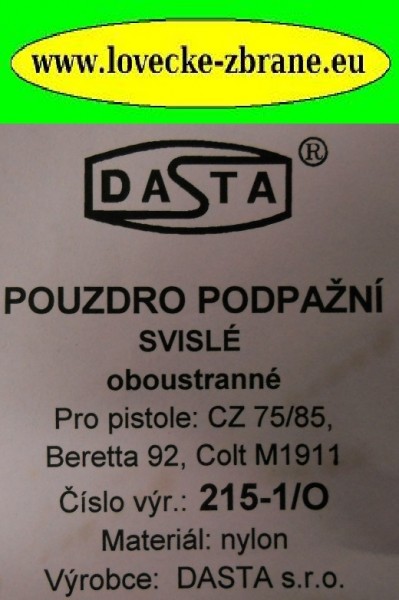 www.lovecke-zbrane.eu
DASTA ®
POUZDRO PODPAŽNÍ
SVISLÉ
oboustranné
Pro pistole: CZ 75/85,
Beretta 92, Colt M1911
Číslo výr.: 215-1/O
Materiál: nylon
Výrobce: DASTA s.r.o.